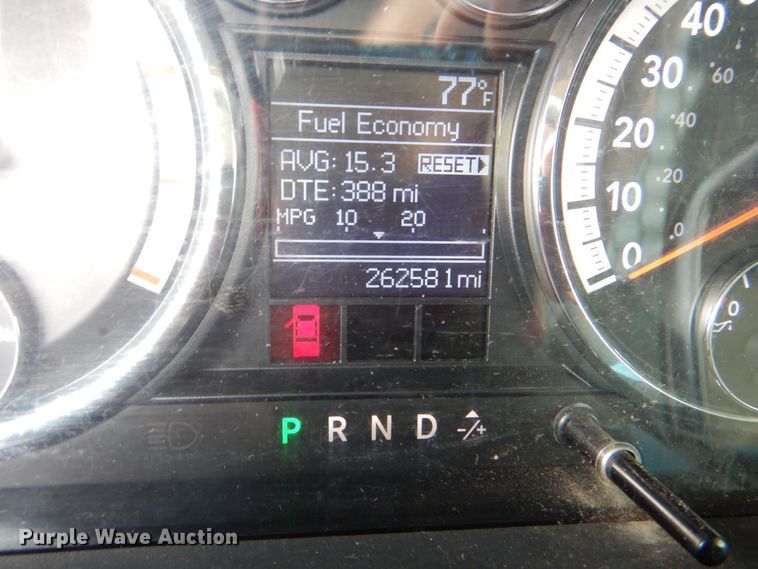 77°F
Fuel Economy
AVG: 15.3 RESET
DTE: 388 mi
MPG 10 20
262581 mi
P R N D -/+
40
30
20
10
0
60
40
20
0
0
Purple Wave Auction